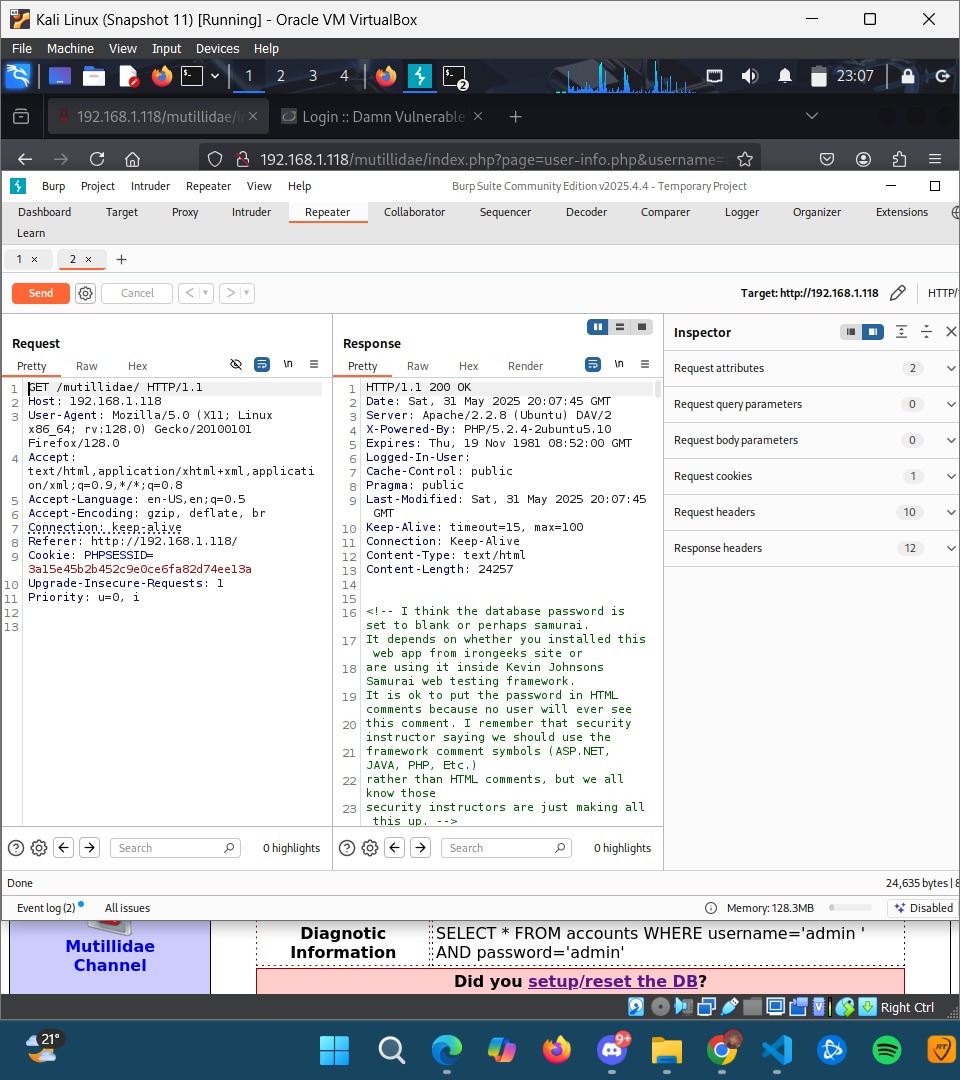 Kali Linux (Snapshot 11) [Running] - Oracle VM VirtualBox
File Machine View Input Devices Help
1 2 3 4 2 23:07
192.168.1.118/mutillidae/i
Login :: Damn Vulnerable
192.168.1.118/mutillidae/index.php?page=user-info.php&username=
Burp Project Intruder Repeater View Help Burp Suite Community Edition v2025.4.4 - Temporary Project
Dashboard Target Proxy Intruder Repeater Collaborator Sequencer Decoder Comparer Logger Organizer Extensions
Learn
1 × 2 × +
Send Cancel < > Target: http://192.168.1.118 HTTP/
Request
Pretty Raw Hex \n
1 GET /mutillidae/ HTTP/1.1
2 Host: 192.168.1.118
3 User-Agent: Mozilla/5.0 (X11; Linux
x86_64; rv:128.0) Gecko/20100101
Firefox/128.0
4 Accept:
text/html,application/xhtml+xml,applicati
on/xml;q=0.9,*/*;q=0.8
5 Accept-Language: en-US,en;q=0.5
6 Accept-Encoding: gzip, deflate, br
7 Connection: keep-alive
8 Referer: http://192.168.1.118/
9 Cookie: PHPSESSID=
3a15e45b2b452c9e0ce6fa82d74ee13a
10 Upgrade-Insecure-Requests: 1
11 Priority: u=0, i
12
13
Search 0 highlights
Response
Pretty Raw Hex Render \n
1 HTTP/1.1 200 OK
2 Date: Sat, 31 May 2025 20:07:45 GMT
3 Server: Apache/2.2.8 (Ubuntu) DAV/2
4 X-Powered-By: PHP/5.2.4-2ubuntu5.10
5 Expires: Thu, 19 Nov 1981 08:52:00 GMT
6 Logged-In-User:
7 Cache-Control: public
8 Pragma: public
9 Last-Modified: Sat, 31 May 2025 20:07:45
GMT
10 Keep-Alive: timeout=15, max=100
11 Connection: Keep-Alive
12 Content-Type: text/html
13 Content-Length: 24257
14
15
16 <!-- I think the database password is
set to blank or perhaps samurai.
17 It depends on whether you installed this
web app from irongeeks site or
18 are using it inside Kevin Johnsons
Samurai web testing framework.
19 It is ok to put the password in HTML
comments because no user will ever see
20 this comment. I remember that security
instructor saying we should use the
21 framework comment symbols (ASP.NET,
JAVA, PHP, Etc.)
22 rather than HTML comments, but we all
know those
23 security instructors are just making all
this up. -->
Search 0 highlights
Inspector
Request attributes 2
Request query parameters 0
Request body parameters 0
Request cookies 1
Request headers 10
Response headers 12
Done 24,635 bytes | 8
Event log (2) All issues Memory: 128.3MB Disabled
Mutillidae
Channel
Diagnostic
Information
SELECT * FROM accounts WHERE username='admin '
AND password='admin'
Did you setup/reset the DB?
Right Ctrl
21°
9+
RT